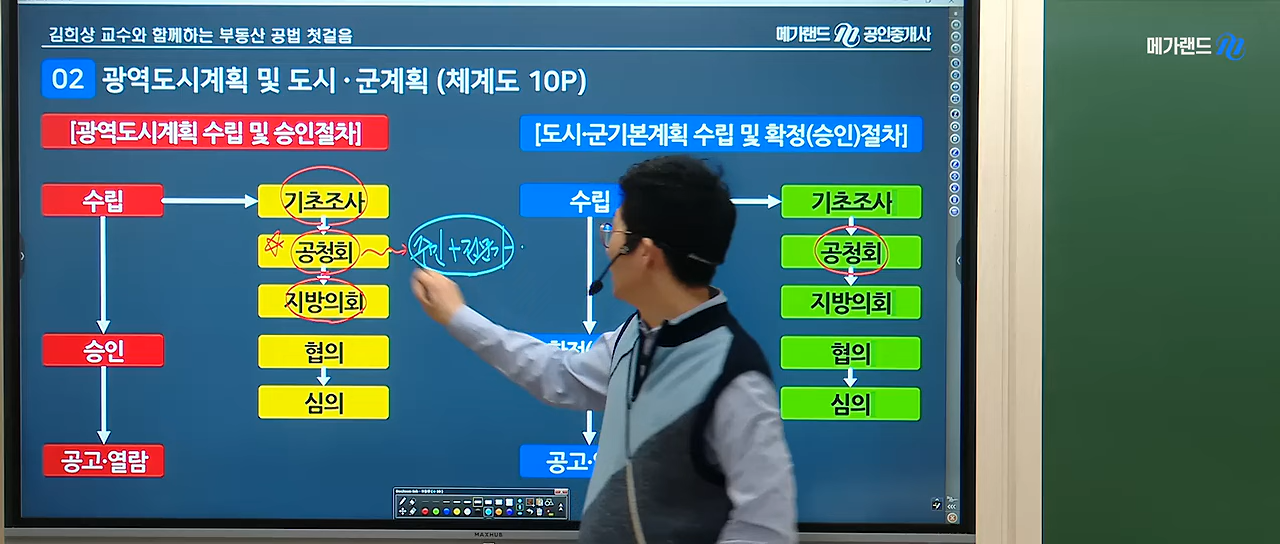 김희상 교수와 함께하는 부동산 공법 첫걸음
메가랜드 공인중개사
메가랜드
02 광역도시계획 및 도시·군계획 (체계도 10P)
[광역도시계획 수립 및 승인절차]
수립
기초조사
공청회
주민+전문가
지방의회
승인
협의
심의
공고·열람
[도시·군기본계획 수립 및 확정(승인)절차]
수립
기초조사
공청회
지방의회
협의
심의
MAXHUB